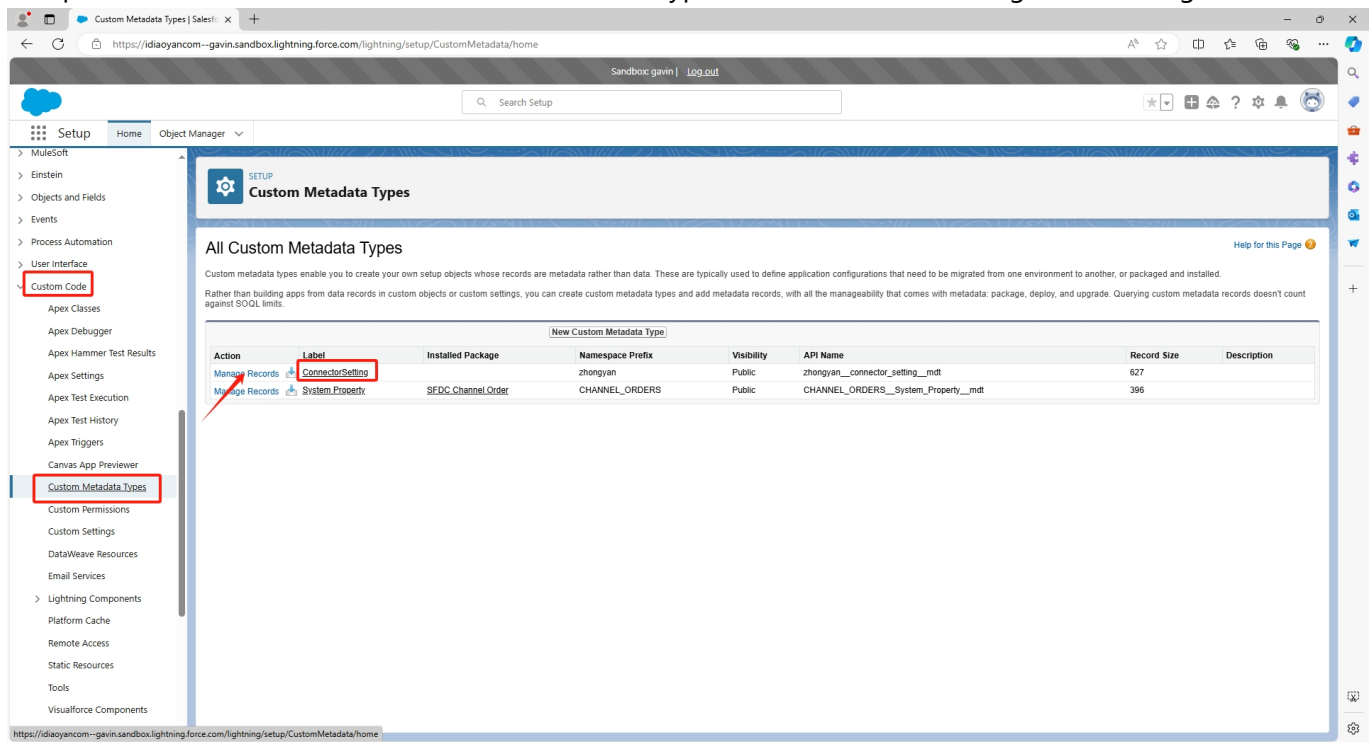 Custom Metadata Types | Salesfc
https://idiaoyancom--gavin.sandbox.lightning.force.com/lightning/setup/CustomMetadata/home
Sandbox: gavin | Log out
Search Setup
Setup Home Object Manager
MuleSoft
Einstein
Objects and Fields
Events
Process Automation
User Interface
Custom Code
Apex Classes
Apex Debugger
Apex Hammer Test Results
Apex Settings
Apex Test Execution
Apex Test History
Apex Triggers
Canvas App Previewer
Custom Metadata Types
Custom Permissions
Custom Settings
DataWeave Resources
Email Services
Lightning Components
Platform Cache
Remote Access
Static Resources
Tools
Visualforce Components
SETUP
Custom Metadata Types
All Custom Metadata Types
Help for this Page
Custom metadata types enable you to create your own setup objects whose records are metadata rather than data. These are typically used to define application configurations that need to be migrated from one environment to another, or packaged and installed.
Rather than building apps from data records in custom objects or custom settings, you can create custom metadata types and add metadata records, with all the manageability that comes with metadata: package, deploy, and upgrade. Querying custom metadata records doesn't count
against SOQL limits.
New Custom Metadata Type
Action Label Installed Package Namespace Prefix Visibility API Name Record Size Description
Manage Records ConnectorSetting zhongyan Public zhongyan__connector_setting__mdt 627
Manage Records System Property SFDC Channel Order CHANNEL_ORDERS Public CHANNEL_ORDERS__System_Property__mdt 396
https://idiaoyancom--gavin.sandbox.lightning.force.com/lightning/setup/CustomMetadata/home